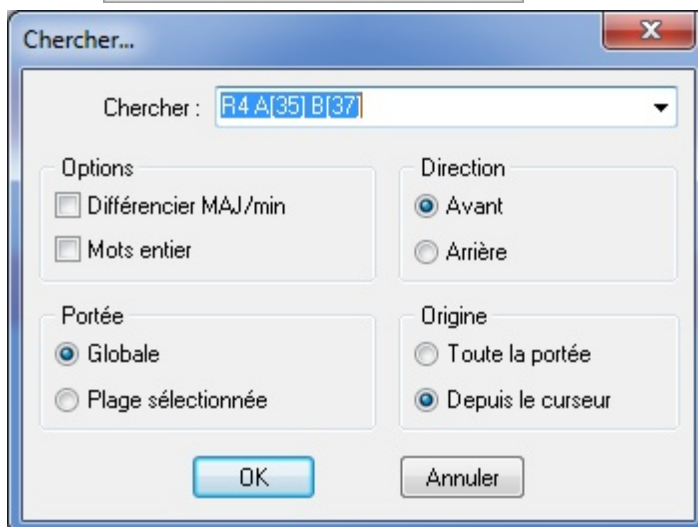 Chercher...
Chercher : R4 A[35] B[37]
Options
Différencier MAJ/min
Mots entier
Direction
Avant
Arrière
Portée
Globale
Plage sélectionnée
Origine
Toute la portée
Depuis le curseur
OK
Annuler